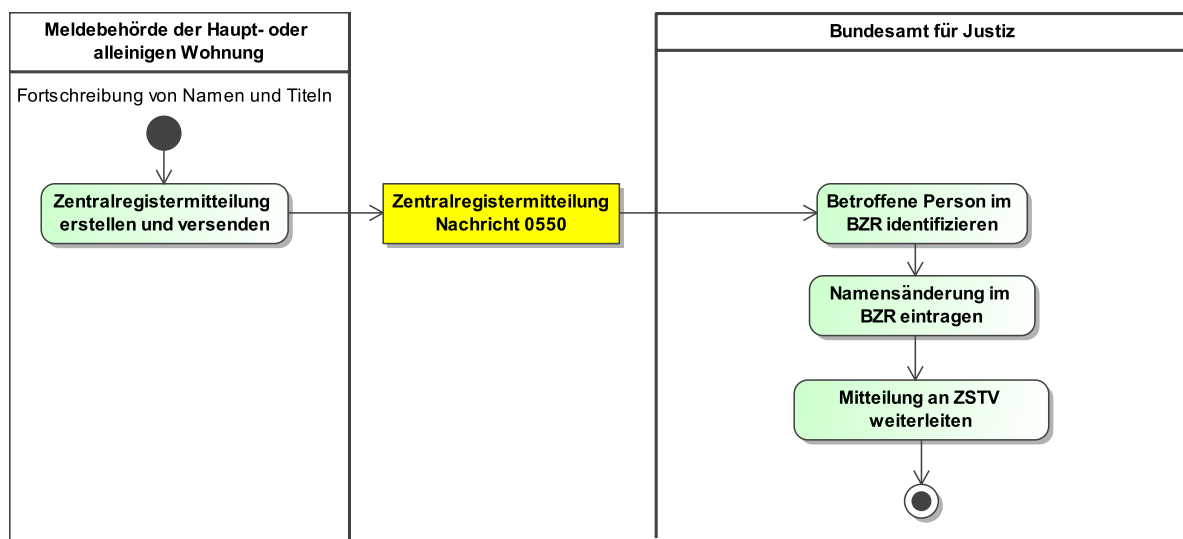 Meldebehörde der Haupt- oder
alleinigen Wohnung
Bundesamt für Justiz
Fortschreibung von Namen und Titeln
Zentralregistermitteilung
erstellen und versenden
Zentralregistermitteilung
Nachricht 0550
Betroffene Person im
BZR identifizieren
Namensänderung im
BZR eintragen
Mitteilung an ZSTV
weiterleiten